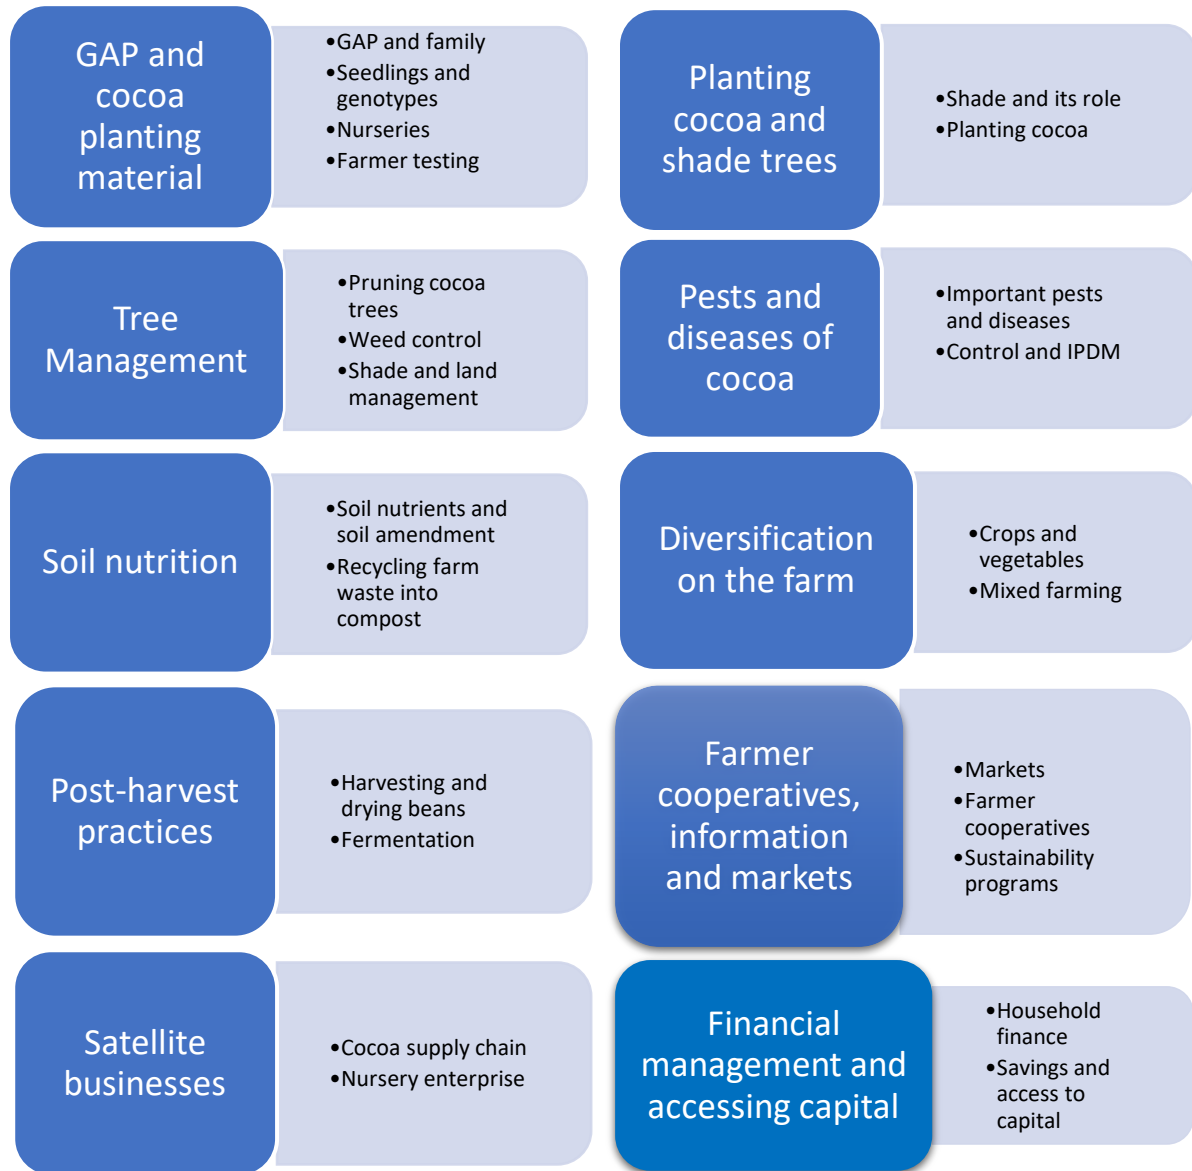 GAP and
cocoa
planting
material
•GAP and family
•Seedlings and
genotypes
•Nurseries
•Farmer testing
Planting
cocoa and
shade trees
•Shade and its role
•Planting cocoa
Tree
Management
•Pruning cocoa
trees
•Weed control
•Shade and land
management
Pests and
diseases of
cocoa
•Important pests
and diseases
•Control and IPDM
Soil nutrition
•Soil nutrients and
soil amendment
•Recycling farm
waste into
compost
Diversification
on the farm
•Crops and
vegetables
•Mixed farming
Post-harvest
practices
•Harvesting and
drying beans
•Fermentation
Farmer
cooperatives,
information
and markets
•Markets
•Farmer
cooperatives
•Sustainability
programs
Satellite
businesses
•Cocoa supply chain
•Nursery enterprise
Financial
management and
accessing capital
•Household
finance
•Savings and
access to
capital